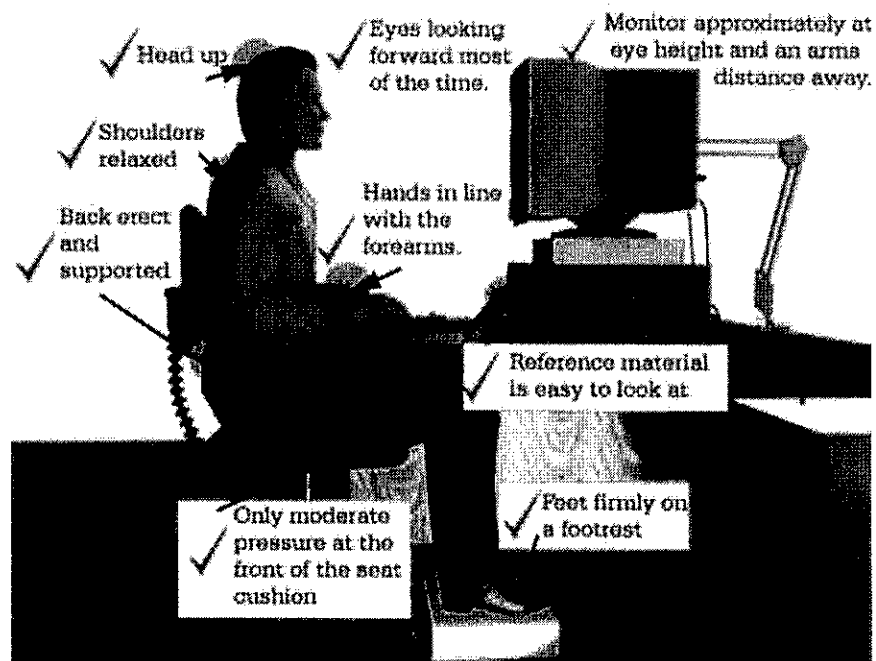 Head up
Eyes looking
forward most
of the time.
Monitor approximately at
eye height and an arms
distance away.
Shoulders
relaxed
Hands in line
with the
forearms.
Back erect
and
supported
Reference material
is easy to look at
Only moderate
pressure at the
front of the seat
cushion
Feet firmly on
a footrest